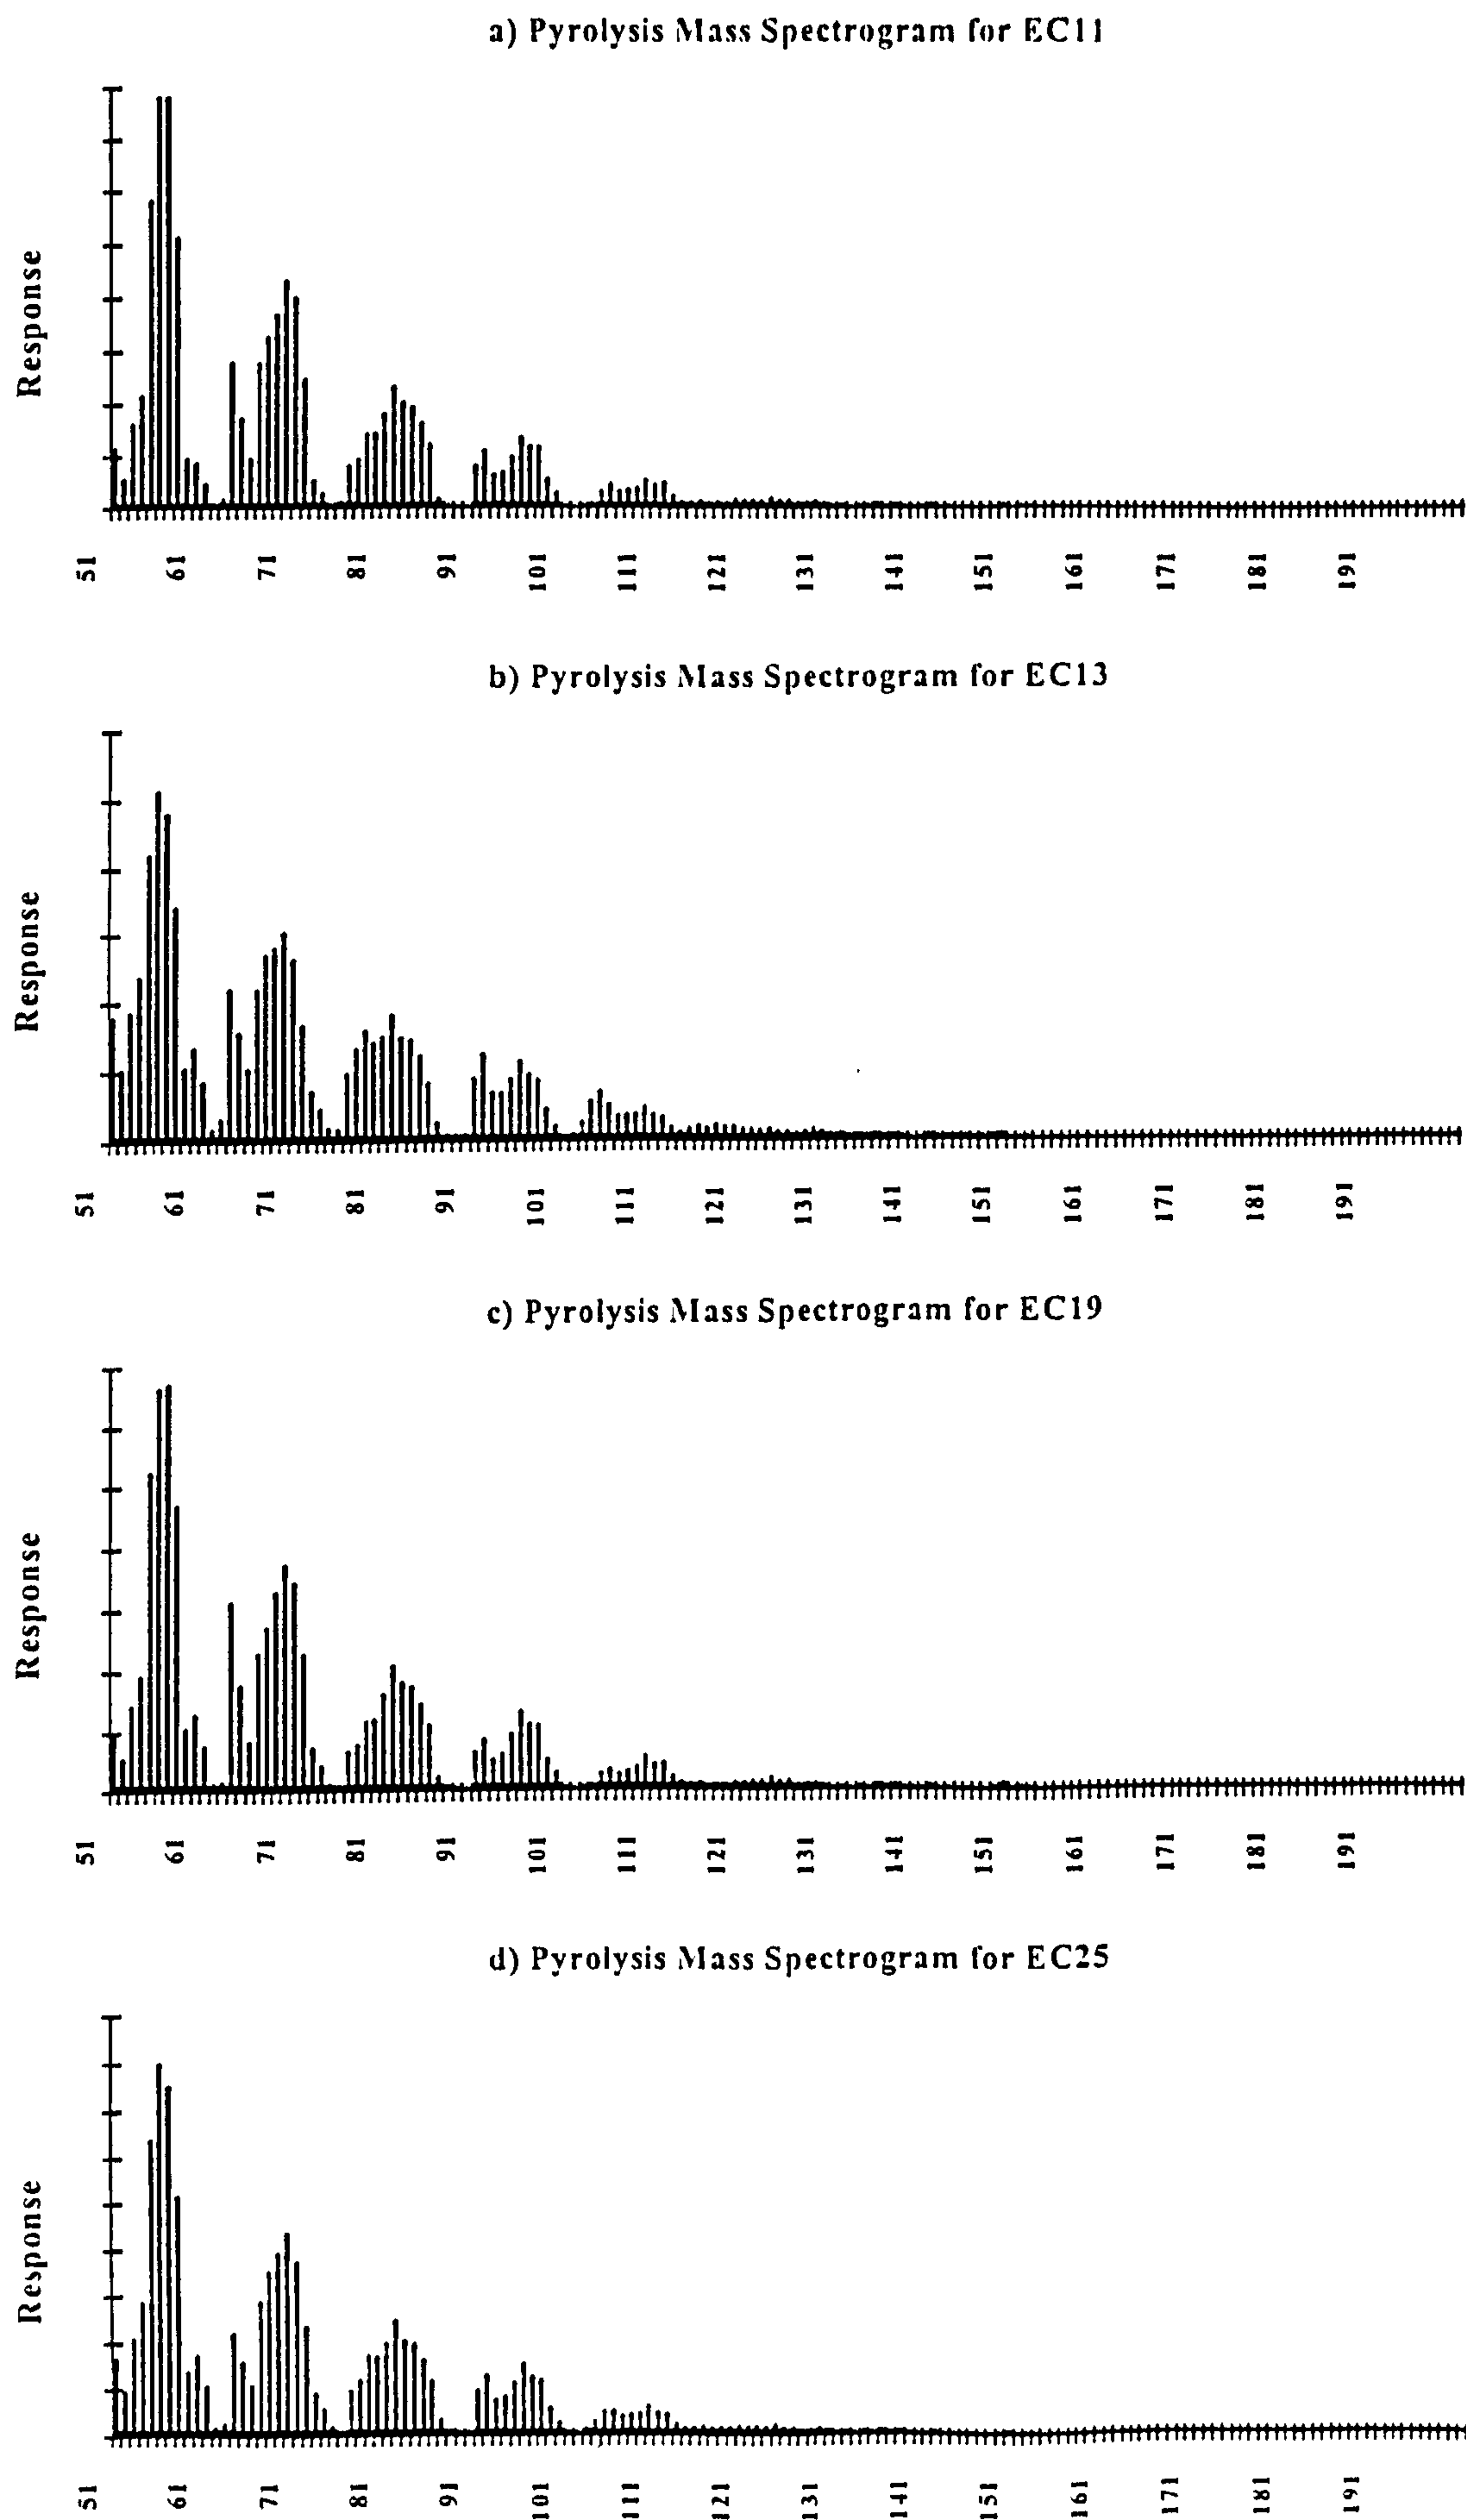 a) Pyrolysis Mass Spectrogram for EC11
Response
51 61 71 81 91 101 111 121 131 141 151 161 171 181 191
b) Pyrolysis Mass Spectrogram for EC13
Response
51 61 71 81 91 101 111 121 131 141 151 161 171 181 191
c) Pyrolysis Mass Spectrogram for EC19
Response
51 61 71 81 91 101 111 121 131 141 151 161 171 181 191
d) Pyrolysis Mass Spectrogram for EC25
Response
51 61 71 81 91 101 111 121 131 141 151 161 171 181 191